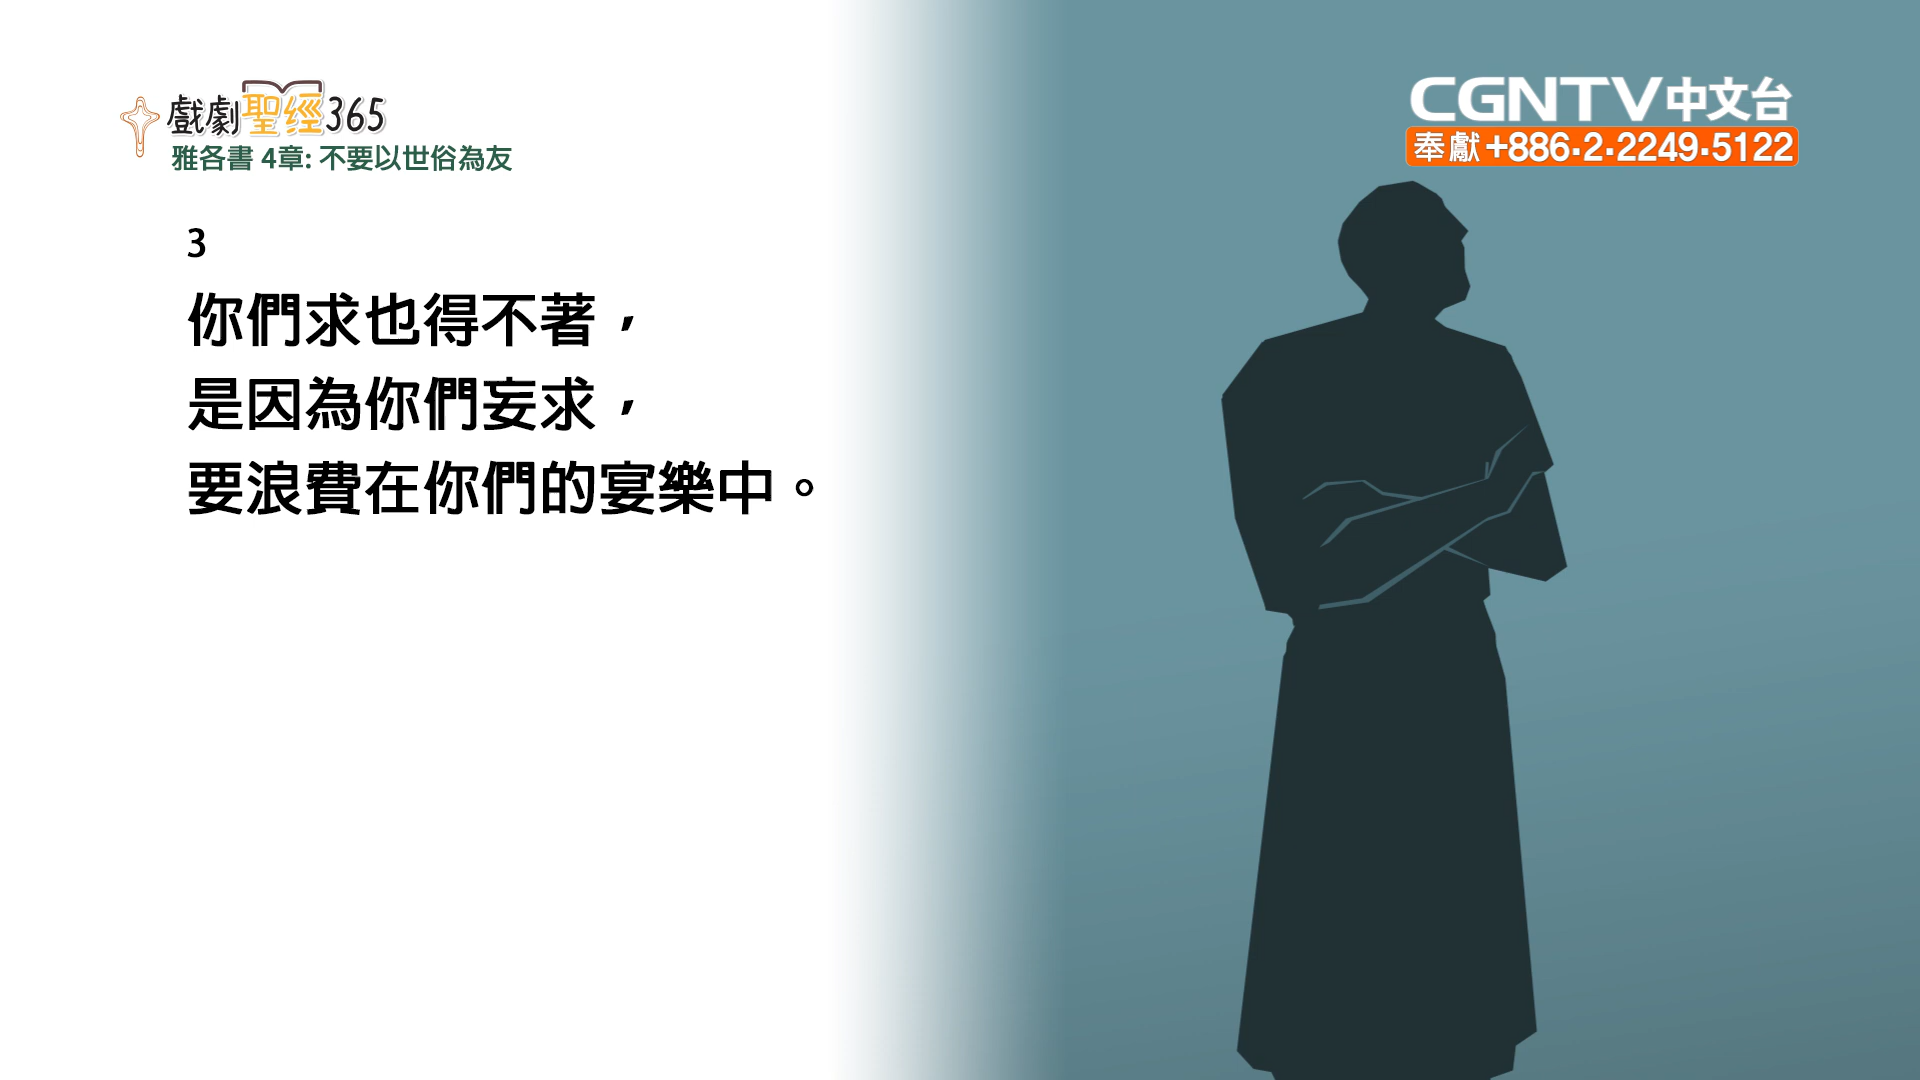 戲劇聖經365
雅各書 4章: 不要以世俗為友
CGNTV中文台
奉獻+886·2·2249·5122
3
你們求也得不著，
是因為你們妄求，
要浪費在你們的宴樂中。